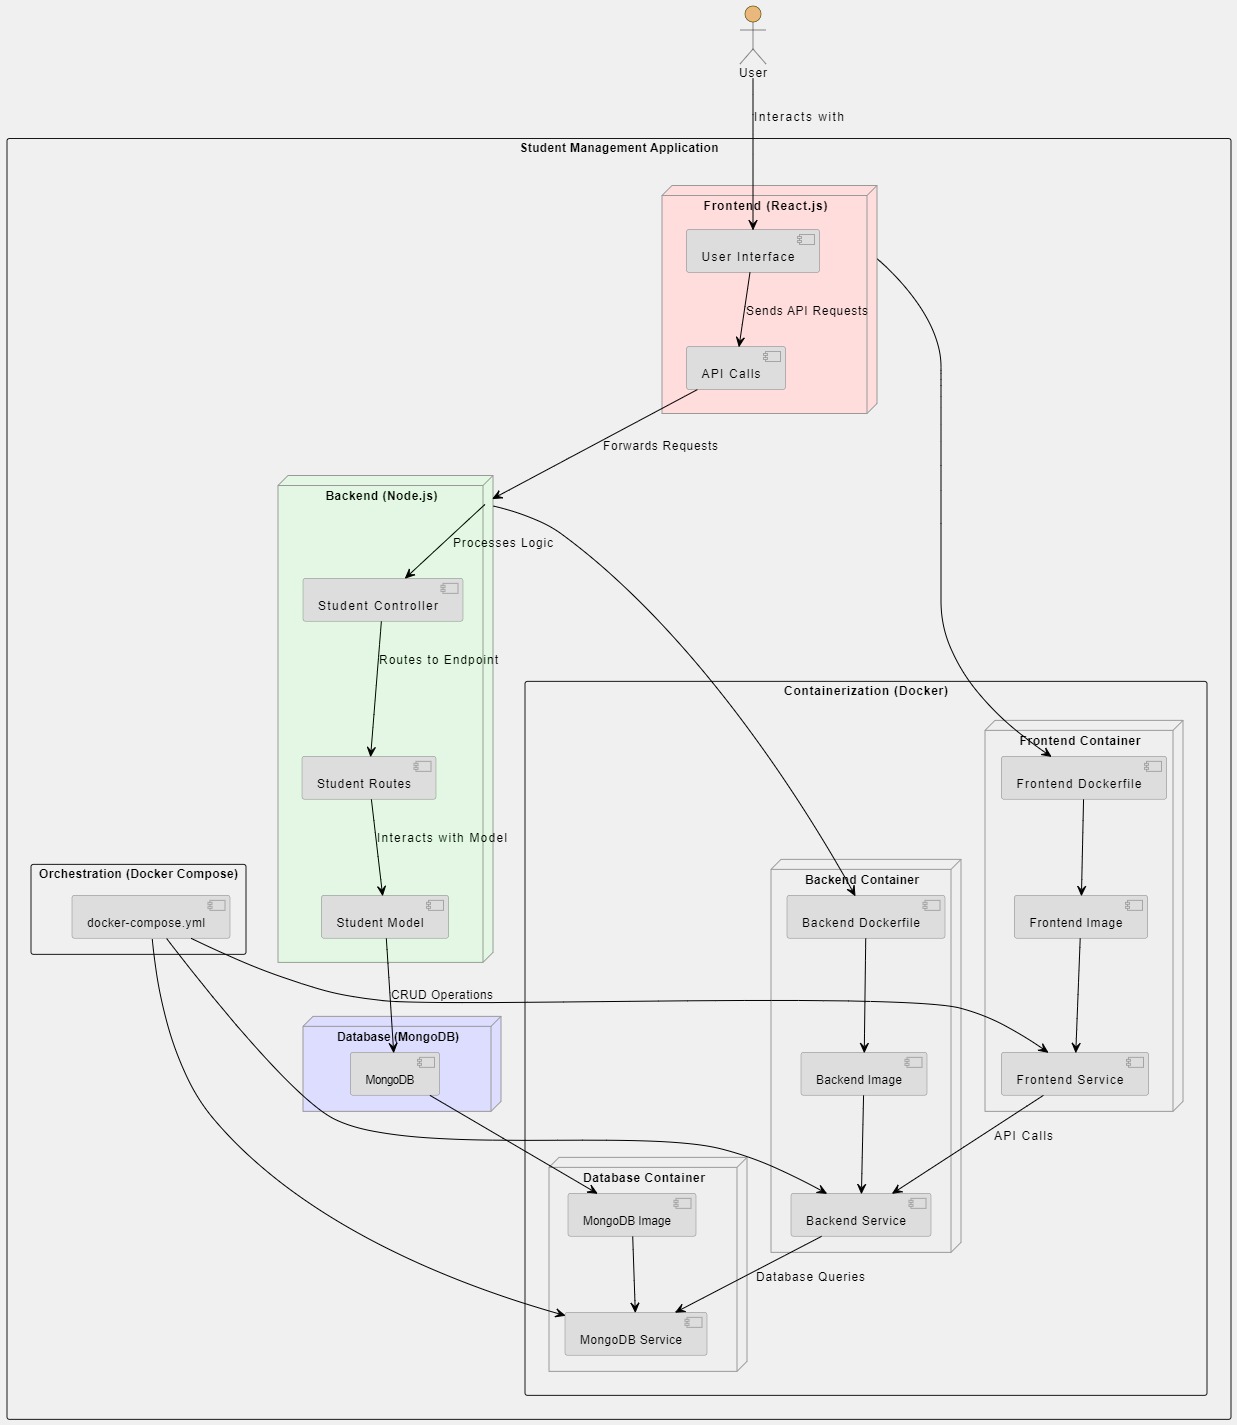 User
Interacts with
Student Management Application
Frontend (React.js)
User Interface
Sends API Requests
API Calls
Forwards Requests
Backend (Node.js)
Processes Logic
Student Controller
Routes to Endpoint
Containerization (Docker)
Frontend Container
Student Routes
Frontend Dockerfile
Interacts with Model
Orchestration (Docker Compose)
Backend Container
docker-compose.yml
Student Model
Backend Dockerfile
Frontend Image
CRUD Operations
Database (MongoDB)
MongoDB
Backend Image
Frontend Service
API Calls
Database Container
MongoDB Image
Backend Service
Database Queries
MongoDB Service